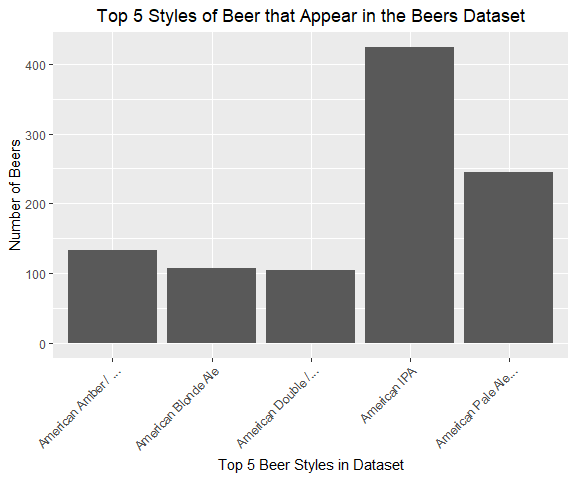 Top 5 Styles of Beer that Appear in the Beers Dataset
Number of Beers
400
300
200
100
0
American Amber / ...
American Blonde Ale
American Double /...
American IPA
American Pale Ale...
Top 5 Beer Styles in Dataset